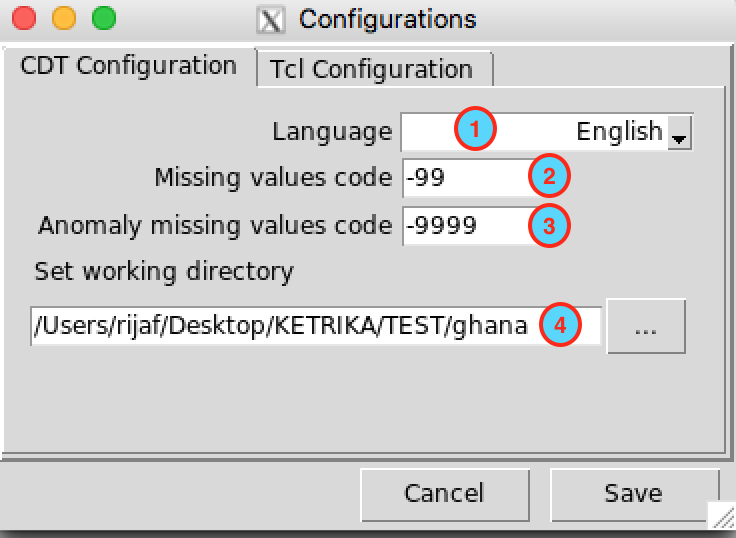 Configurations
CDT Configuration Tcl Configuration
Language 1 English
Missing values code -99 2
Anomaly missing values code -9999 3
Set working directory
/Users/rijaf/Desktop/KETRIKA/TEST/ghana 4 ...
Cancel Save